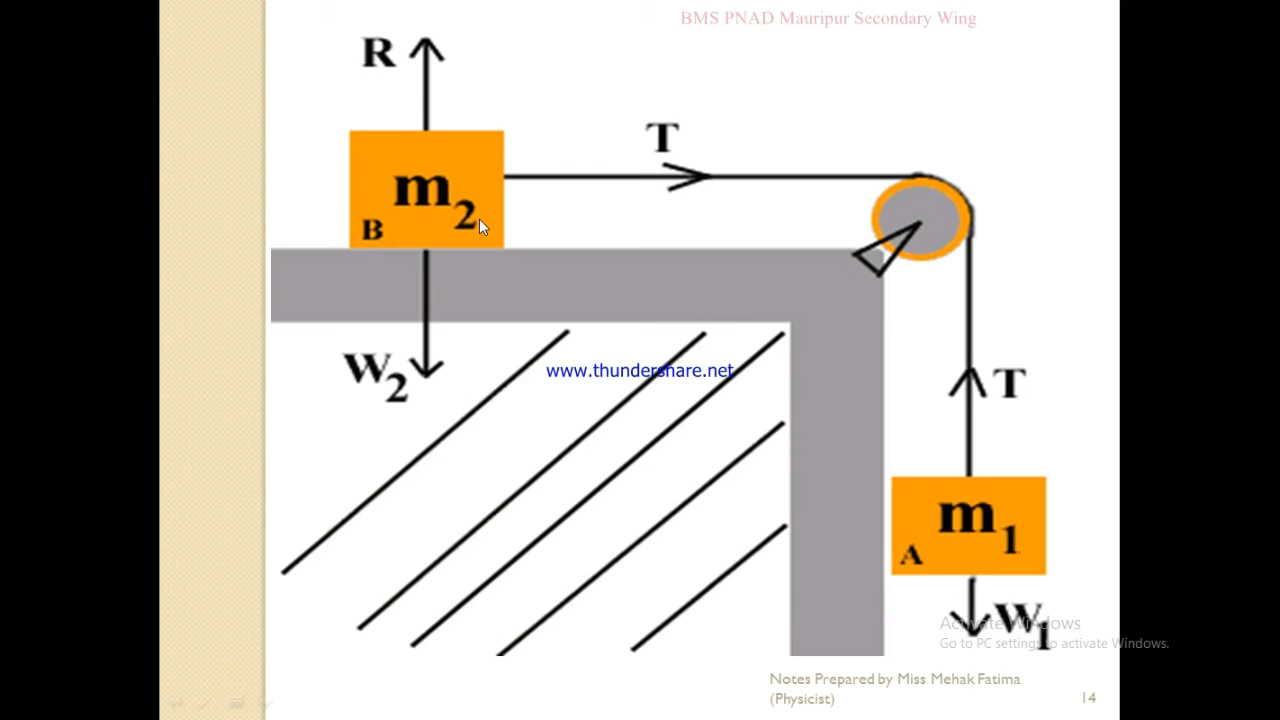 BMS PNAD Mauripur Secondary Wing
R
T
m2
B
W2
www.thundershare.net
T
m1
A
W1
Activate Windows
Go to PC settings to activate Windows.
Notes Prepared by Miss Mehak Fatima
(Physicist)
14